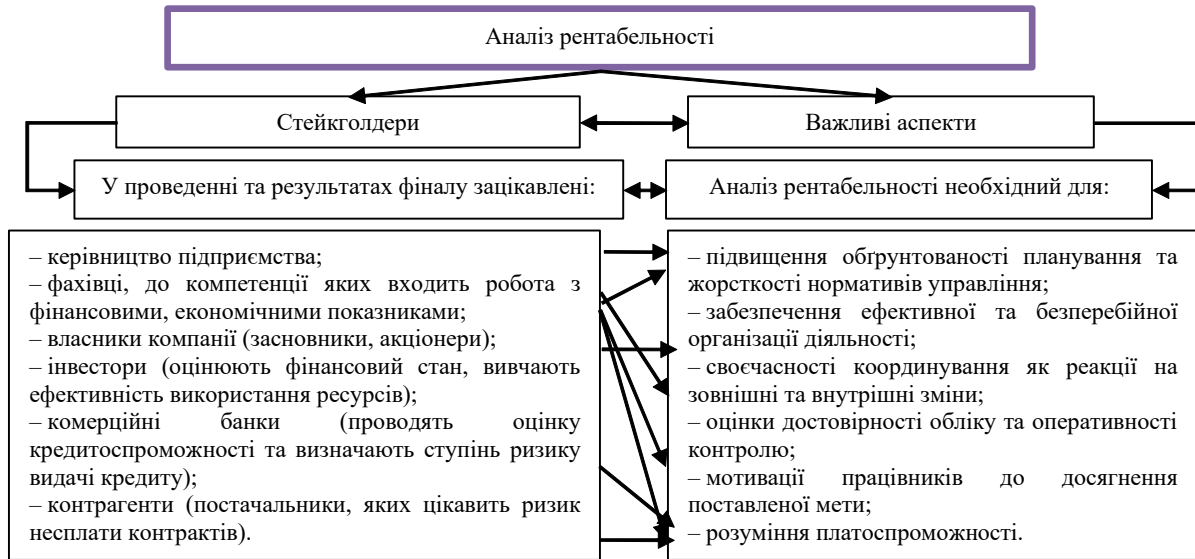 Аналіз рентабельності
Стейкголдери
Важливі аспекти
У проведенні та результатах фіналу зацікавлені:
Аналіз рентабельності необхідний для:
– керівництво підприємства;
– фахівці, до компетенції яких входить робота з
фінансовими, економічними показниками;
– власники компанії (засновники, акціонери);
– інвестори (оцінюють фінансовий стан, вивчають
ефективність використання ресурсів);
– комерційні банки (проводять оцінку
кредитоспроможності та визначають ступінь ризику
видачі кредиту);
– контрагенти (постачальники, яких цікавить ризик
несплати контрактів).
– підвищення обґрунтованості планування та
жорсткості нормативів управління;
– забезпечення ефективної та безперебійної
організації діяльності;
– своєчасності координування як реакції на
зовнішні та внутрішні зміни;
– оцінки достовірності обліку та оперативності
контролю;
– мотивації працівників до досягнення
поставленої мети;
– розуміння платоспроможності.